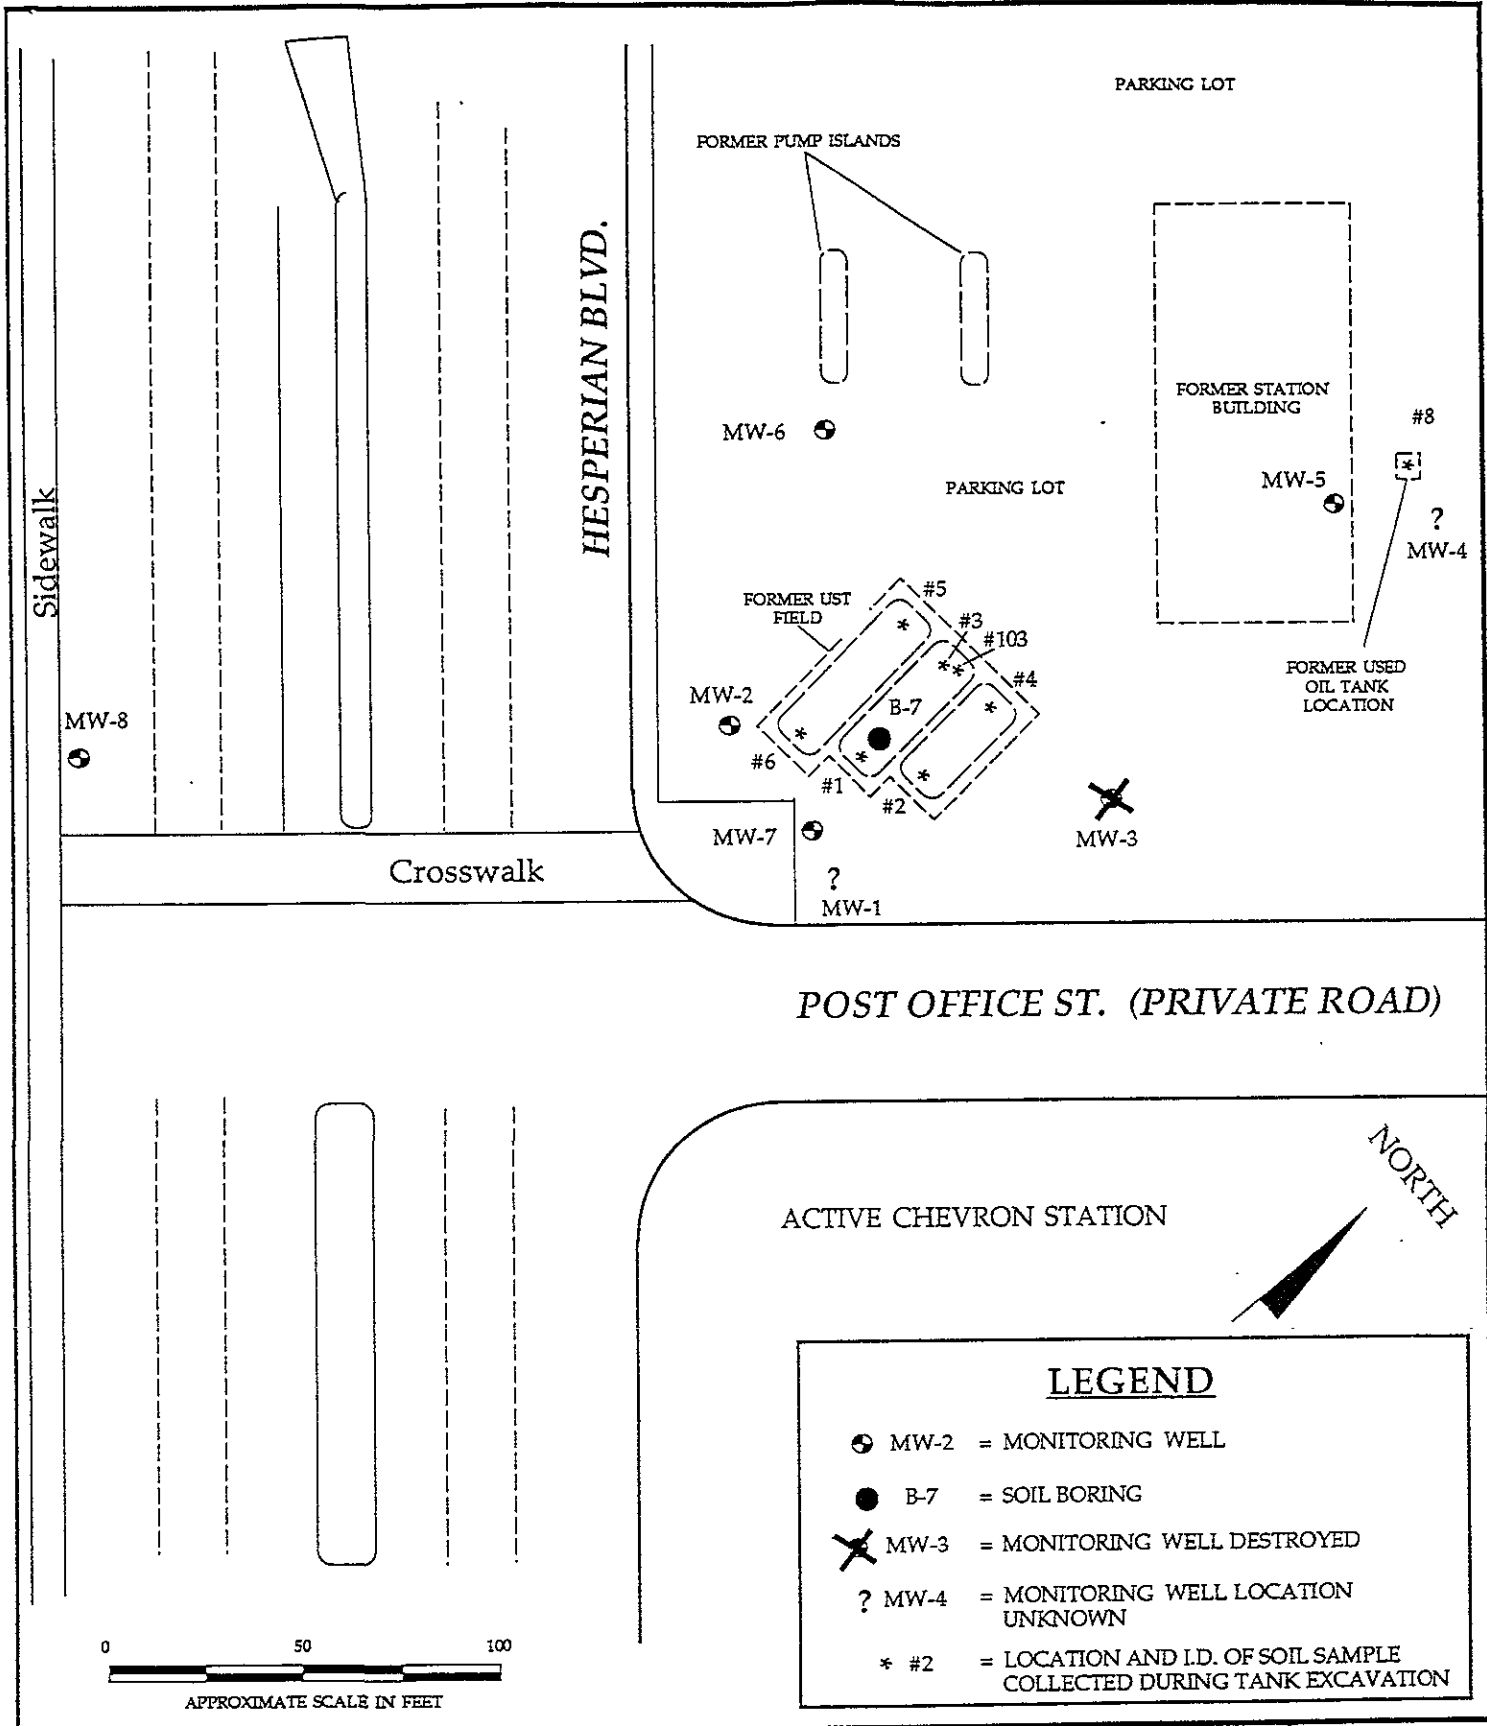 PARKING LOT
FORMER PUMP ISLANDS
HESPERIAN BLVD.
FORMER STATION
BUILDING
#8
MW-6
MW-5
PARKING LOT
?
MW-4
Sidewalk
#5
FORMER UST
FIELD
#3
#103
#4
FORMER USED
OIL TANK
LOCATION
MW-2
B-7
MW-8
#6
#1
#2
MW-7
MW-3
Crosswalk
?
MW-1
POST OFFICE ST. (PRIVATE ROAD)
NORTH
ACTIVE CHEVRON STATION
LEGEND
MW-2 = MONITORING WELL
B-7 = SOIL BORING
MW-3 = MONITORING WELL DESTROYED
? MW-4 = MONITORING WELL LOCATION
UNKNOWN
* #2 = LOCATION AND I.D. OF SOIL SAMPLE
COLLECTED DURING TANK EXCAVATION
0 50 100
APPROXIMATE SCALE IN FEET